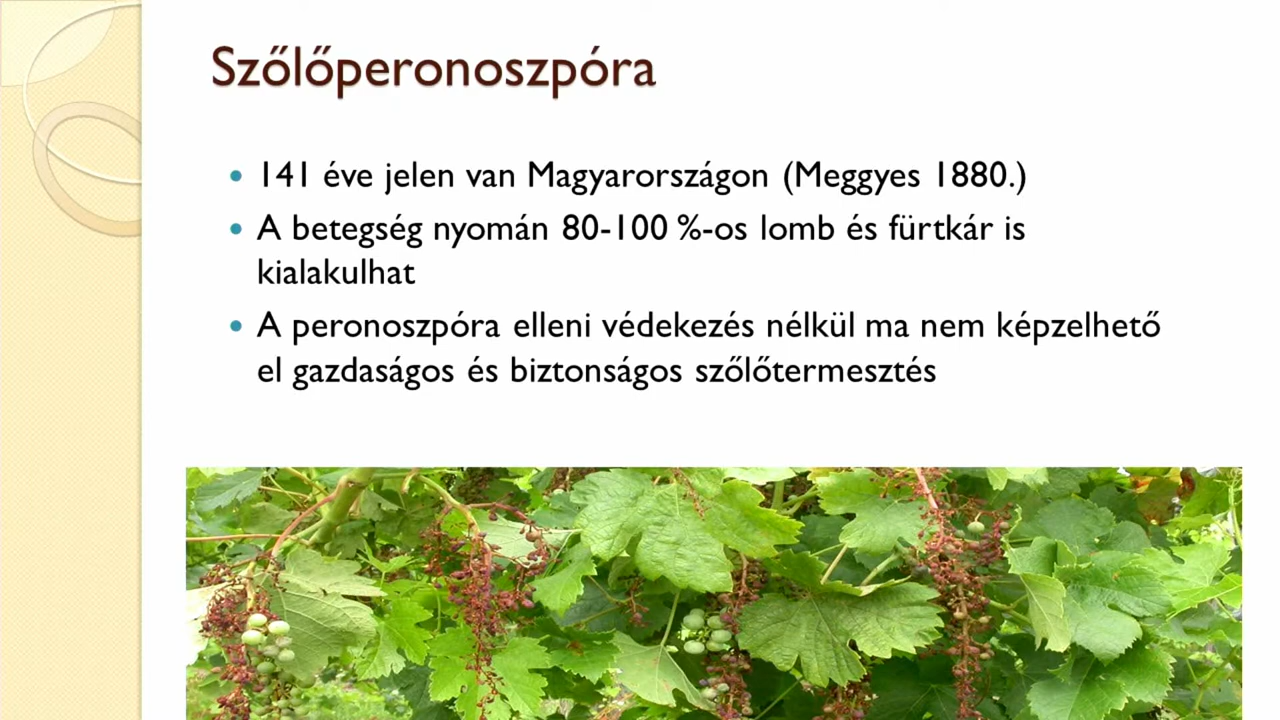 Szőlőperonoszpóra
• 141 éve jelen van Magyarországon (Meggyes 1880.)
• A betegség nyomán 80-100 %-os lomb és fürtkár is
kialakulhat
• A peronoszpóra elleni védekezés nélkül ma nem képzelhető
el gazdaságos és biztonságos szőlőtermesztés